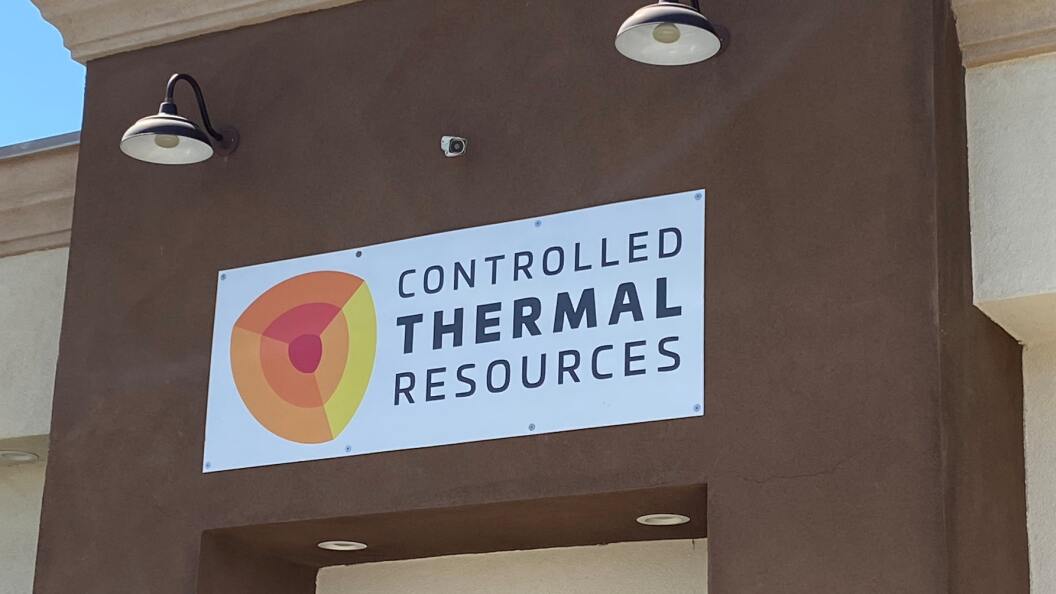 CONTROLLED
THERMAL
RESOURCES